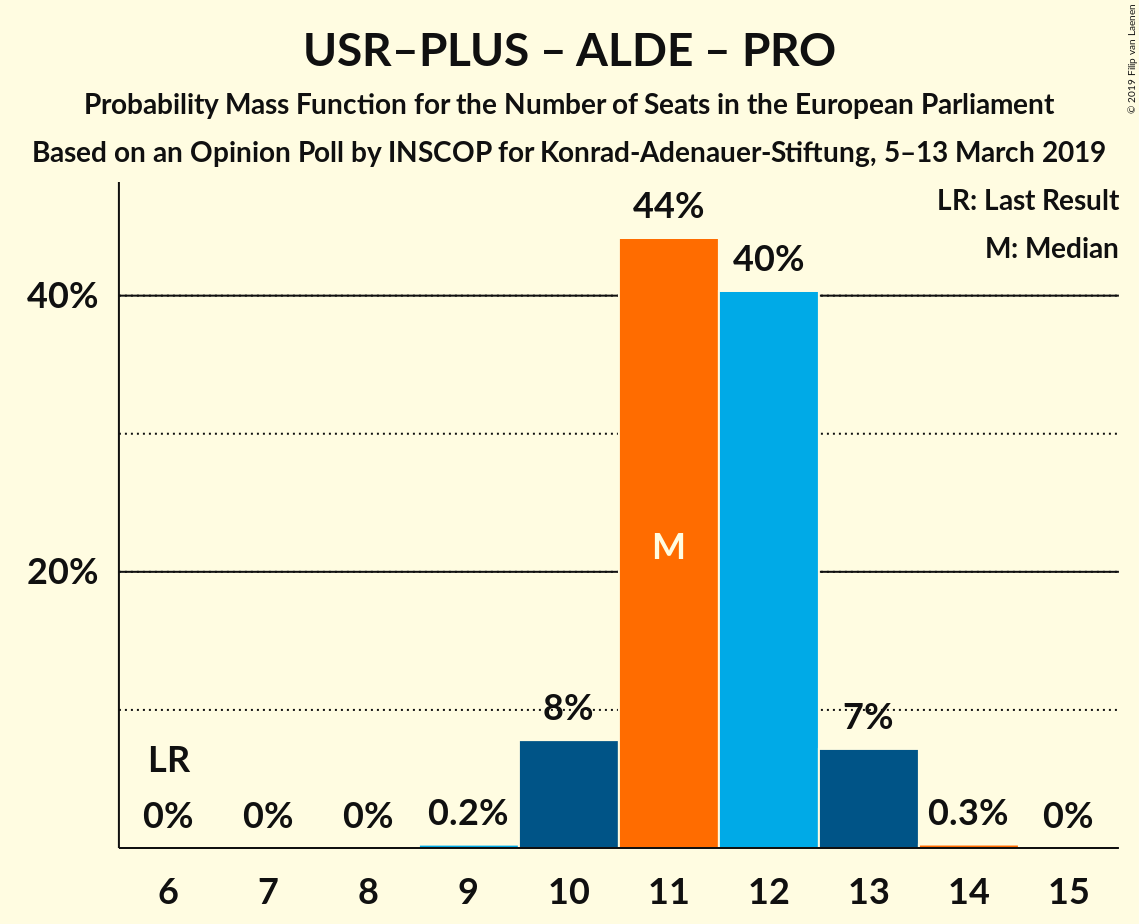 USR–PLUS – ALDE – PRO
Probability Mass Function for the Number of Seats in the European Parliament
Based on an Opinion Poll by INSCOP for Konrad-Adenauer-Stiftung, 5–13 March 2019
© 2019 Filip van Laenen
LR: Last Result
M: Median
44%
40%
40%
M
20%
8%
7%
LR
0%
0%
0%
0.2%
0.3%
0%
6 7 8 9 10 11 12 13 14 15